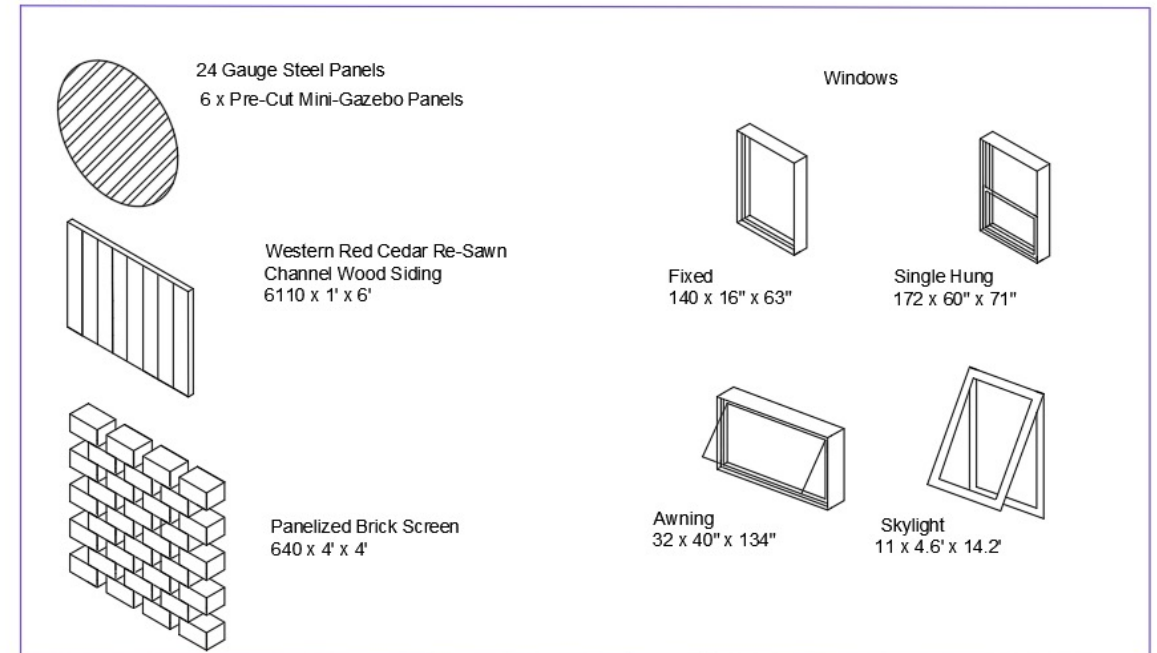 24 Gauge Steel Panels
6 x Pre-Cut Mini-Gazebo Panels
Western Red Cedar Re-Sawn
Channel Wood Siding
6110 x 1' x 6'
Panelized Brick Screen
640 x 4' x 4'
Windows
Fixed
140 x 16" x 63"
Single Hung
172 x 60" x 71"
Awning
32 x 40" x 134"
Skylight
11 x 4.6' x 14.2'